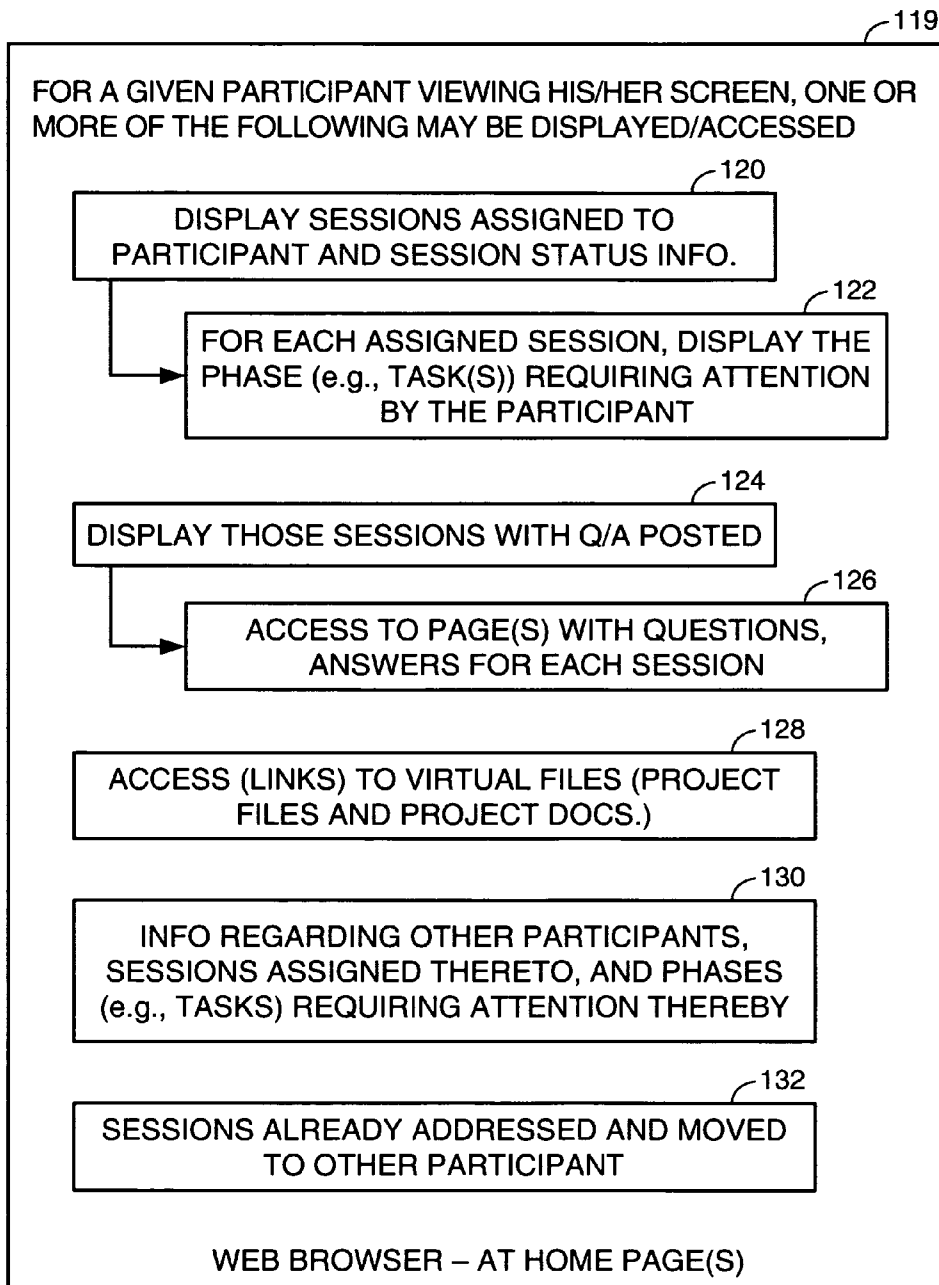 119
FOR A GIVEN PARTICIPANT VIEWING HIS/HER SCREEN, ONE OR
MORE OF THE FOLLOWING MAY BE DISPLAYED/ACCESSED
120
DISPLAY SESSIONS ASSIGNED TO
PARTICIPANT AND SESSION STATUS INFO.
122
FOR EACH ASSIGNED SESSION, DISPLAY THE
PHASE (e.g., TASK(S)) REQUIRING ATTENTION
BY THE PARTICIPANT
124
DISPLAY THOSE SESSIONS WITH Q/A POSTED
126
ACCESS TO PAGE(S) WITH QUESTIONS,
ANSWERS FOR EACH SESSION
128
ACCESS (LINKS) TO VIRTUAL FILES (PROJECT
FILES AND PROJECT DOCS.)
130
INFO REGARDING OTHER PARTICIPANTS,
SESSIONS ASSIGNED THERETO, AND PHASES
(e.g., TASKS) REQUIRING ATTENTION THEREBY
132
SESSIONS ALREADY ADDRESSED AND MOVED
TO OTHER PARTICIPANT
WEB BROWSER – AT HOME PAGE(S)